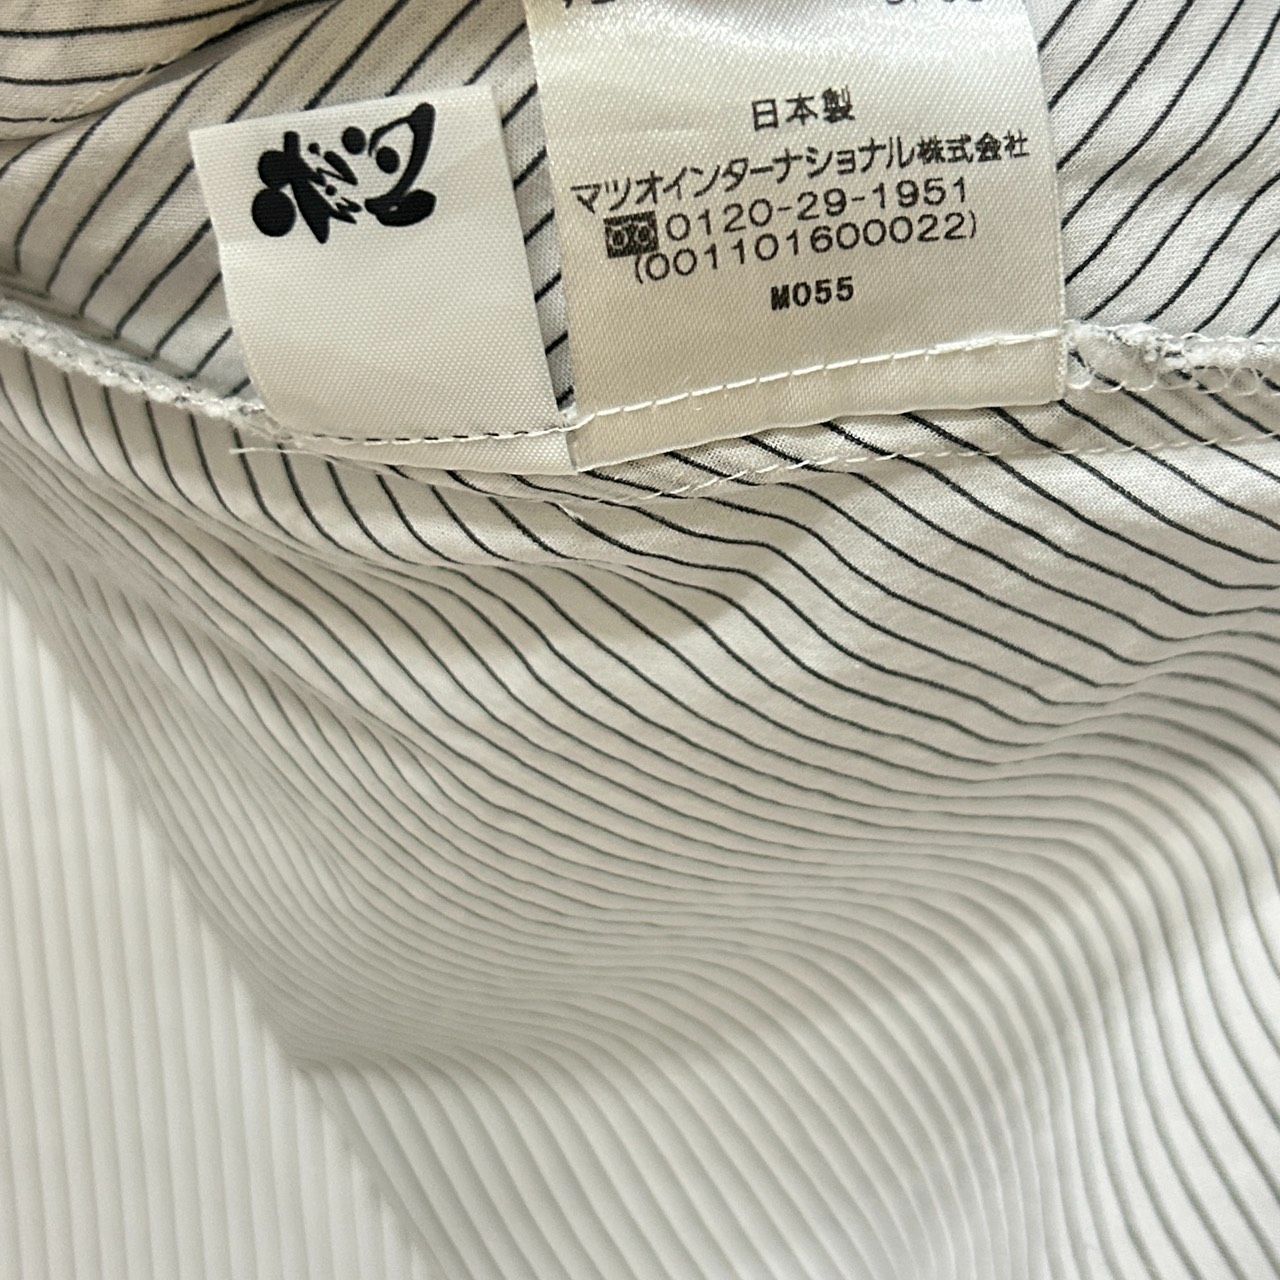 日本製
マツオインターナショナル株式会社
0120-29-1951
(001101600022)
M055